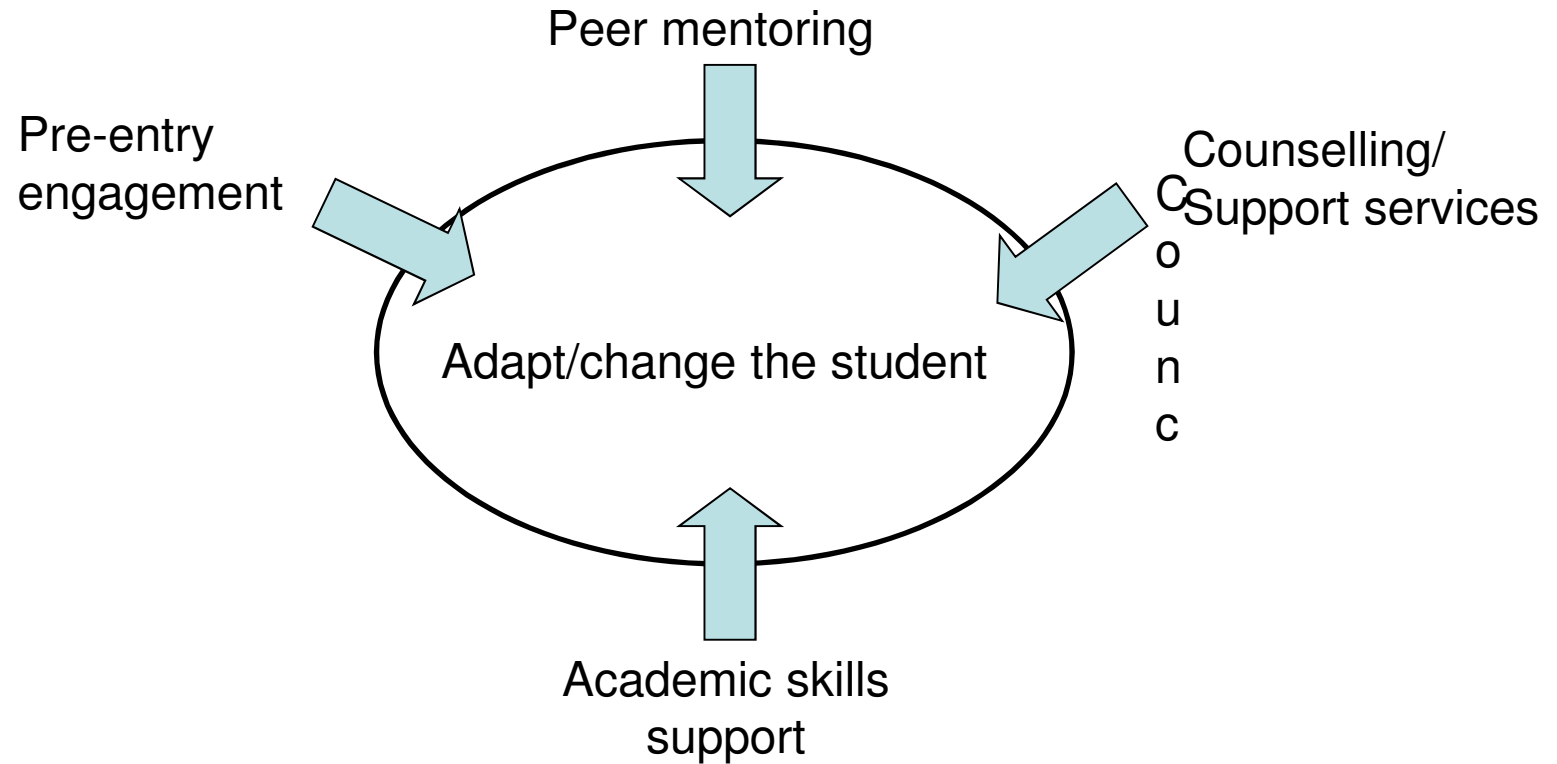 Peer mentoring
Pre-entry
engagement
Counselling/
Support services
C
o
u
n
c
Adapt/change the student
Academic skills
support